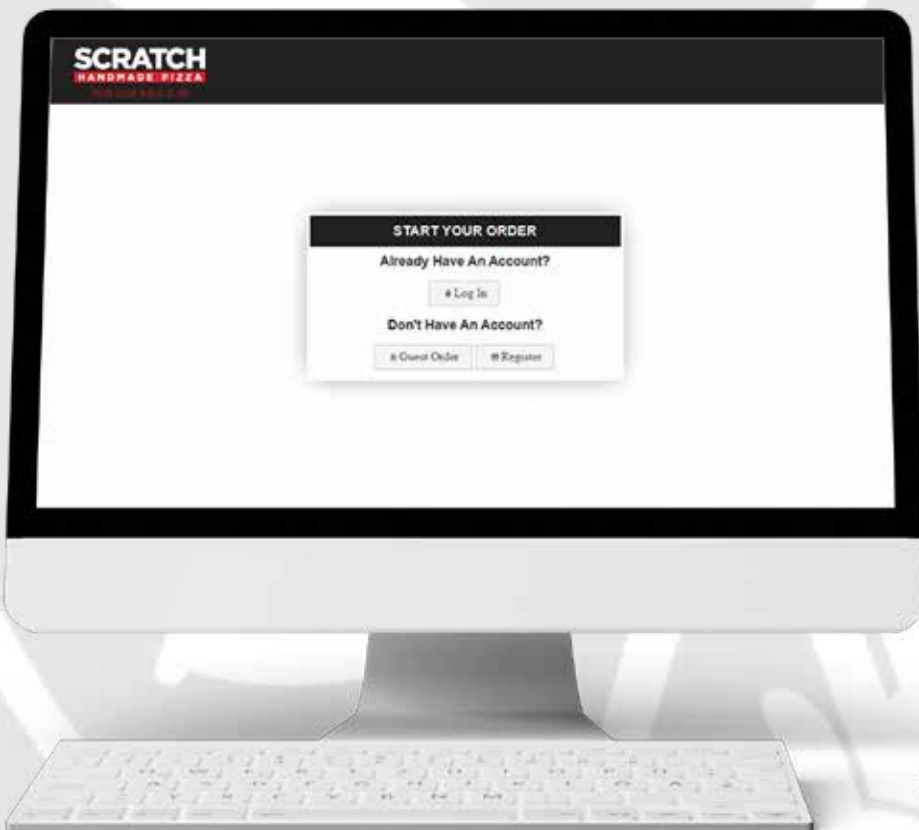 SCRATCH
HANDMADE PIZZA
START YOUR ORDER
Already Have An Account?
Log In
Don't Have An Account?
Guest Order Register